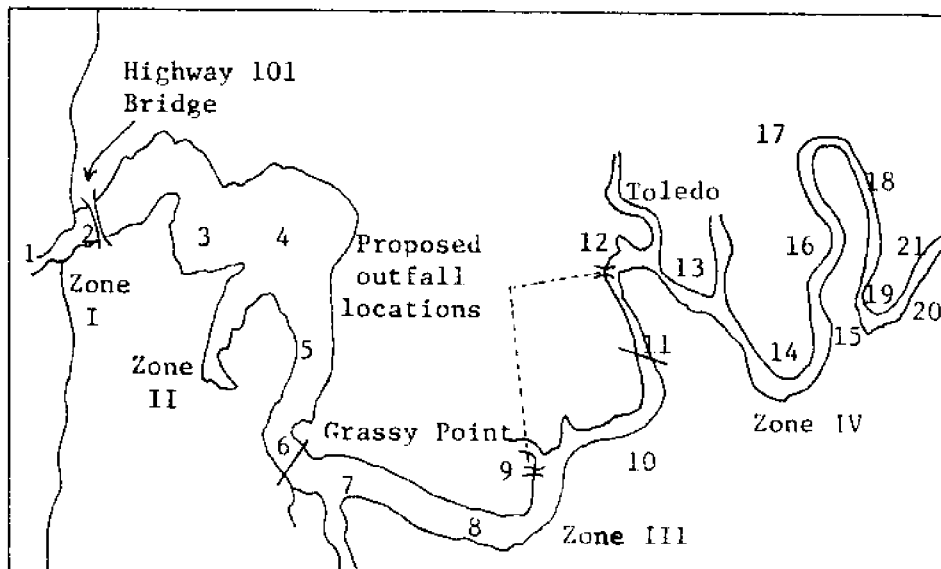 Highway 101
Bridge
17
Toledo
18
1
2
3
4
Proposed
outfall
locations
12
13
16
21
Zone
I
19
20
5
11
15
Zone
II
14
Grassy Point
Zone IV
6
9
10
7
8
Zone III